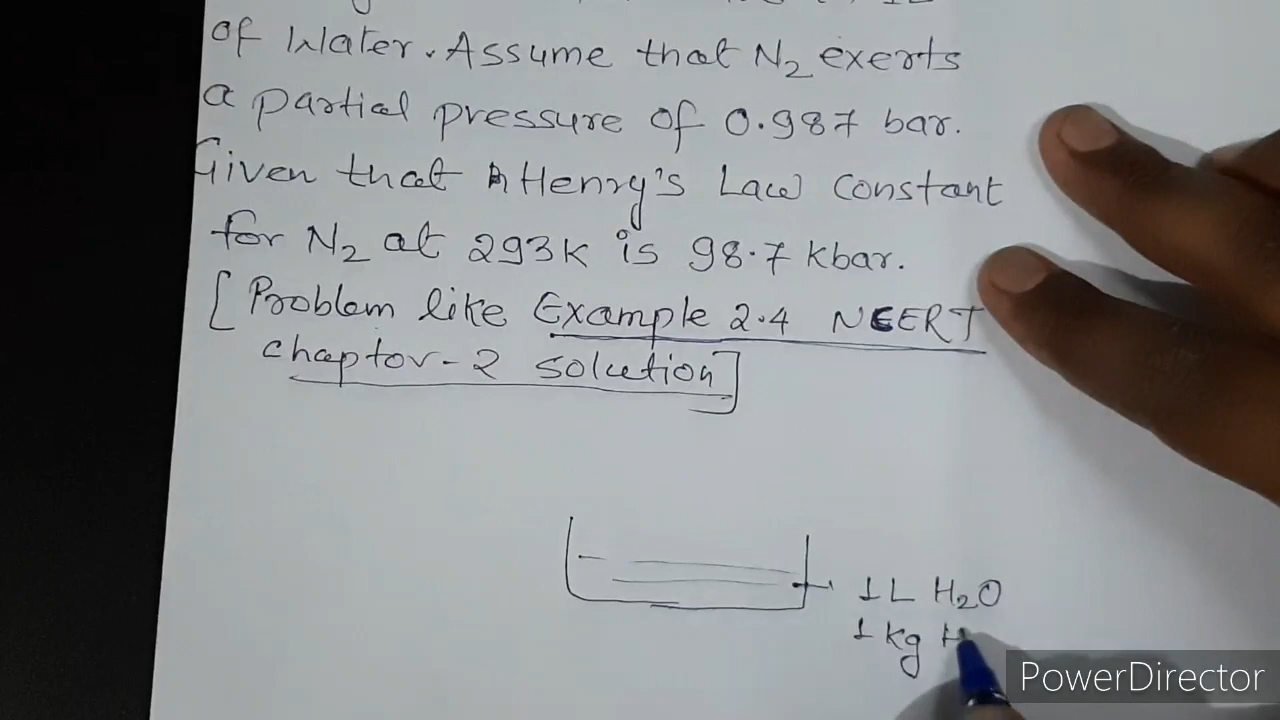 of Water. Assume that N₂ exerts
a partial pressure of 0.987 bar.
Given that Henry's Law Constant
for N₂ at 293K is 98.7 kbar.
[Problem like Example 2.4 NCERT
chaptor-2 solution]
1 L H₂O
1 kg H
PowerDirector